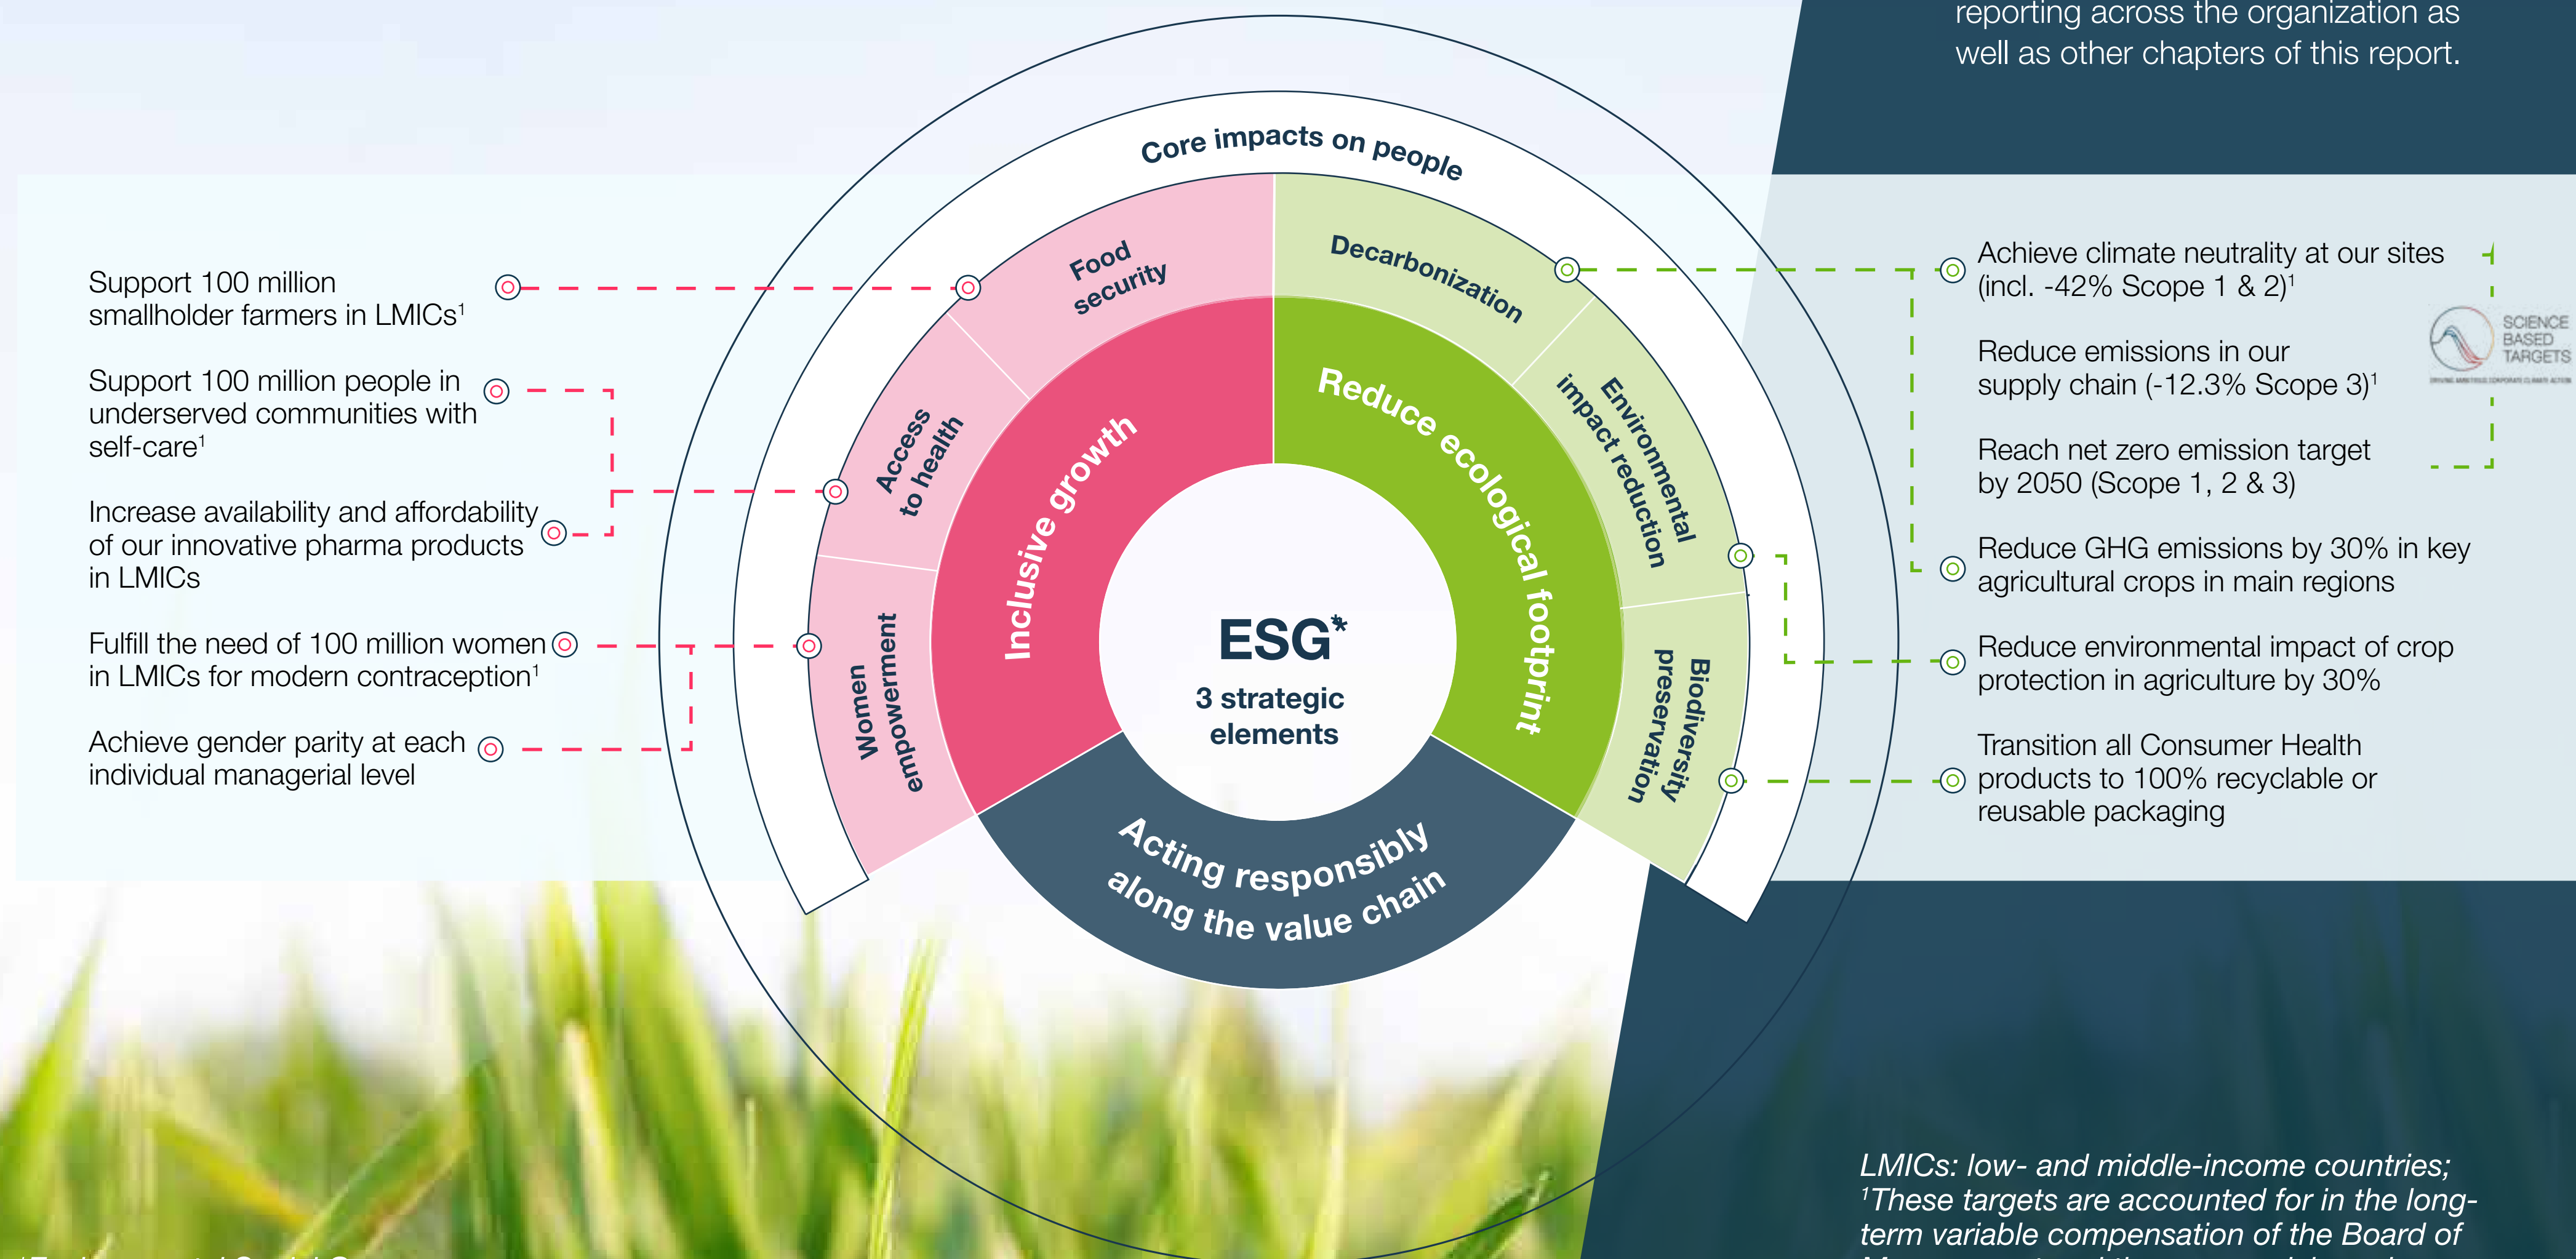 reporting across the organization as
well as other chapters of this report.
Core impacts on people
Support 100 million
smallholder farmers in LMICs¹
Support 100 million people in
underserved communities with
self-care¹
Increase availability and affordability
of our innovative pharma products
in LMICs
Fulfill the need of 100 million women
in LMICs for modern contraception¹
Achieve gender parity at each
individual managerial level
Food
security
Access
to health
Women
empowerment
Inclusive growth
Decarbonization
Environmental
impact reduction
Biodiversity
preservation
Reduce ecological footprint
ESG*
3 strategic
elements
Acting responsibly
along the value chain
Achieve climate neutrality at our sites
(incl. -42% Scope 1 & 2)¹
Reduce emissions in our
supply chain (-12.3% Scope 3)¹
Reach net zero emission target
by 2050 (Scope 1, 2 & 3)
Reduce GHG emissions by 30% in key
agricultural crops in main regions
Reduce environmental impact of crop
protection in agriculture by 30%
Transition all Consumer Health
products to 100% recyclable or
reusable packaging
SCIENCE
BASED
TARGETS
DRIVING AMBITIOUS CORPORATE CLIMATE ACTION
LMICs: low- and middle-income countries;
¹These targets are accounted for in the long-
term variable compensation of the Board of